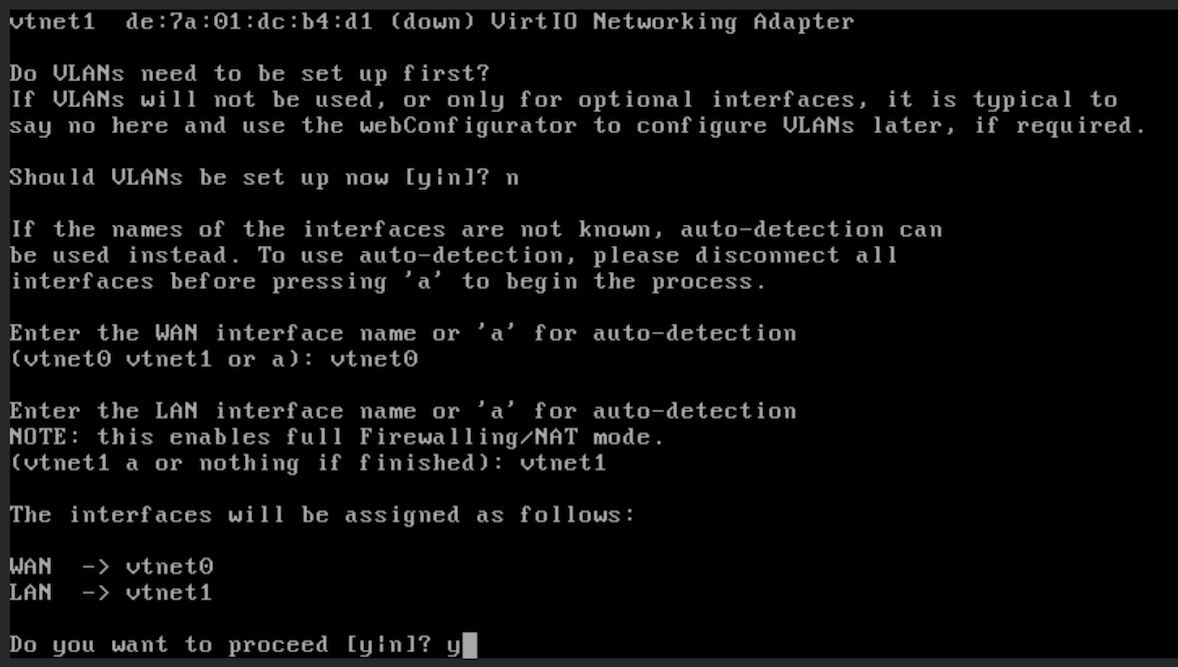 vtnet1  de:7a:01:dc:b4:d1 (down) VirtIO Networking Adapter
Do VLANs need to be set up first?
If VLANs will not be used, or only for optional interfaces, it is typical to
say no here and use the webConfigurator to configure VLANs later, if required.
Should VLANs be set up now [y|n]? n
If the names of the interfaces are not known, auto-detection can
be used instead. To use auto-detection, please disconnect all
interfaces before pressing 'a' to begin the process.
Enter the WAN interface name or 'a' for auto-detection
(vtnet0 vtnet1 or a): vtnet0
Enter the LAN interface name or 'a' for auto-detection
NOTE: this enables full Firewalling/NAT mode.
(vtnet1 a or nothing if finished): vtnet1
The interfaces will be assigned as follows:
WAN  -> vtnet0
LAN  -> vtnet1
Do you want to proceed [y|n]? y